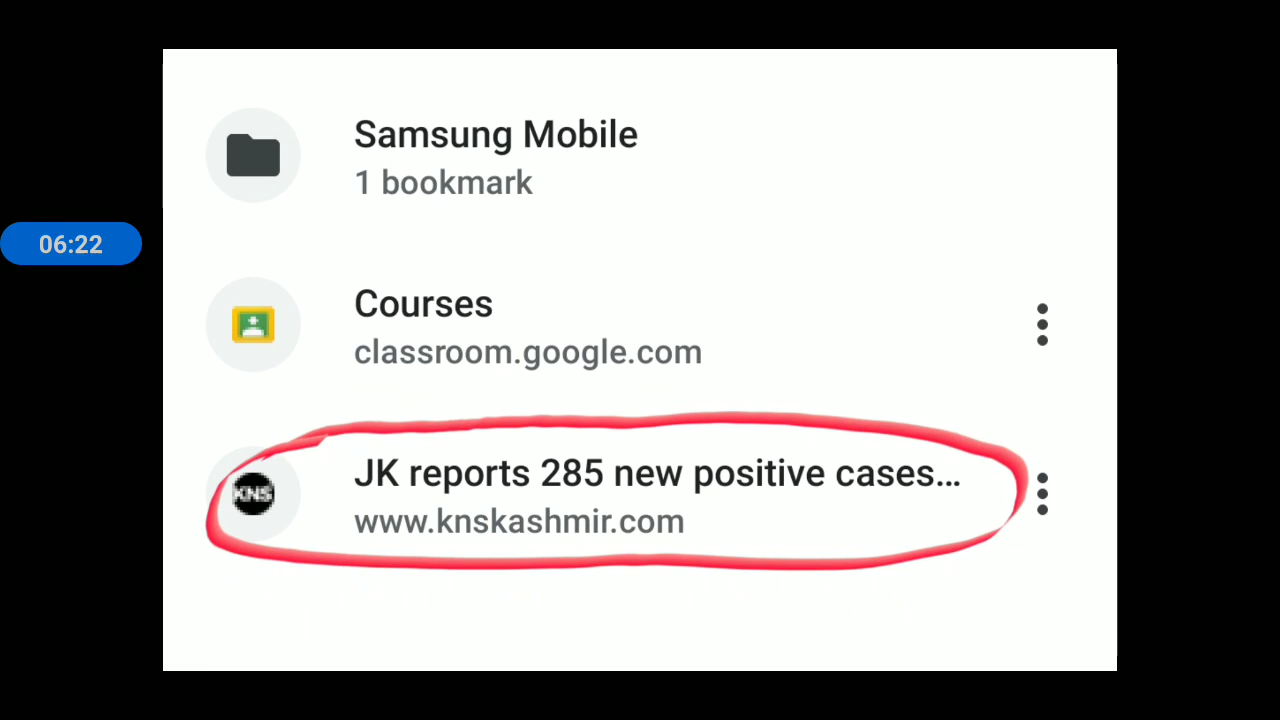 Samsung Mobile
1 bookmark
06:22
Courses
classroom.google.com
KNS
JK reports 285 new positive cases...
www.knskashmir.com